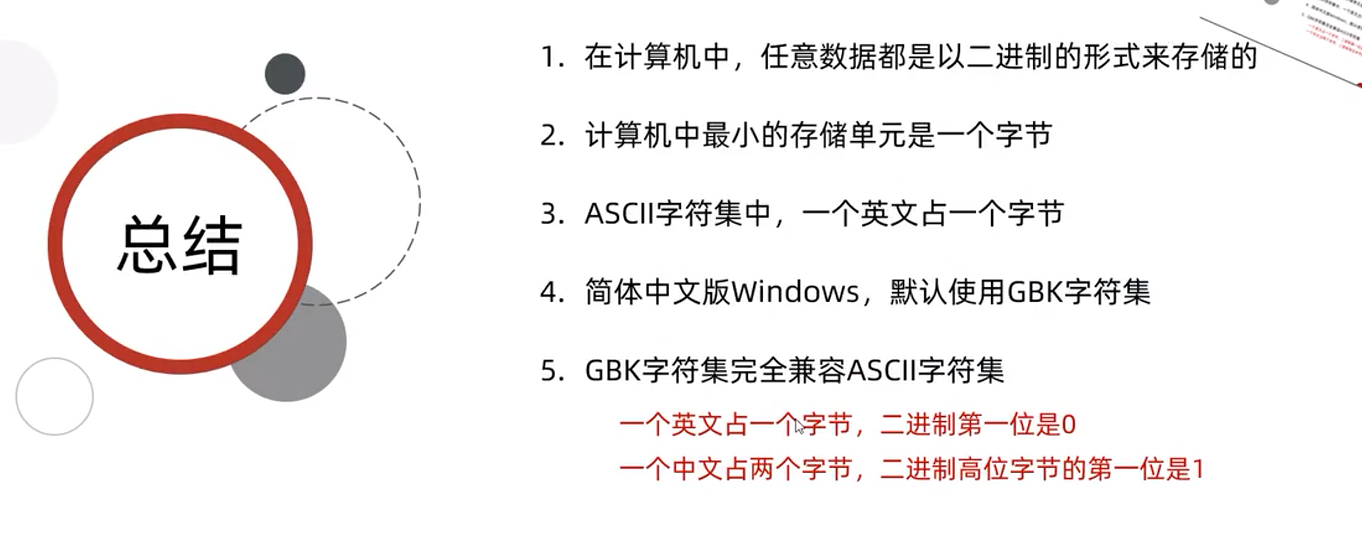 总结
1. 在计算机中，任意数据都是以二进制的形式来存储的
2. 计算机中最小的存储单元是一个字节
3. ASCII字符集中，一个英文占一个字节
4. 简体中文版Windows，默认使用GBK字符集
5. GBK字符集完全兼容ASCII字符集
一个英文占一个字节，二进制第一位是0
一个中文占两个字节，二进制高位字节的第一位是1